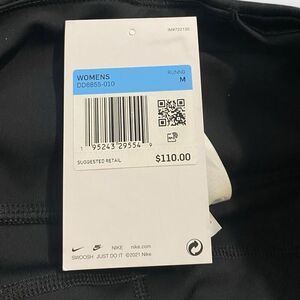 WOMENS
DD6855-010
RUNNING
M
1 95243 29554 9
SUGGESTED RETAIL
$110.00
NIKE Nike.com
SWOOSH JUST DO IT ©2021 Nike